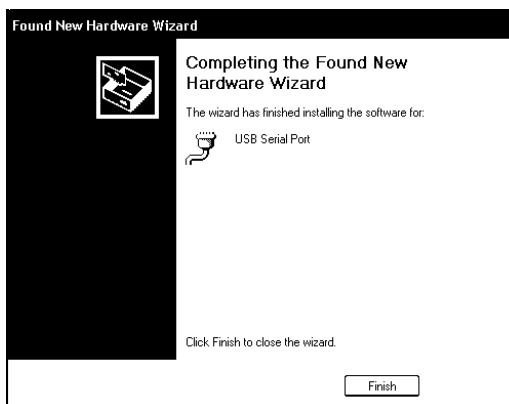 Found New Hardware Wizard
Completing the Found New
Hardware Wizard
The wizard has finished installing the software for:
USB Serial Port
Click Finish to close the wizard.
Finish